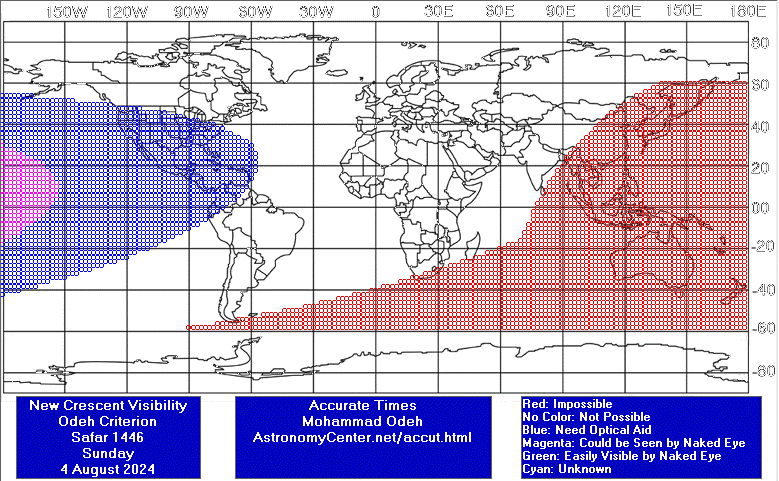 150W 120W 90W 60W 30W 0 30E 60E 90E 120E 150E 180E
80
60
40
20
00
-20
-40
-60
-80
New Crescent Visibility
Odeh Criterion
Safar 1446
Sunday
4 August 2024
Accurate Times
Mohammad Odeh
AstronomyCenter.net/accut.html
Red: Impossible
No Color: Not Possible
Blue: Need Optical Aid
Magenta: Could be Seen by Naked Eye
Green: Easily Visible by Naked Eye
Cyan: Unknown